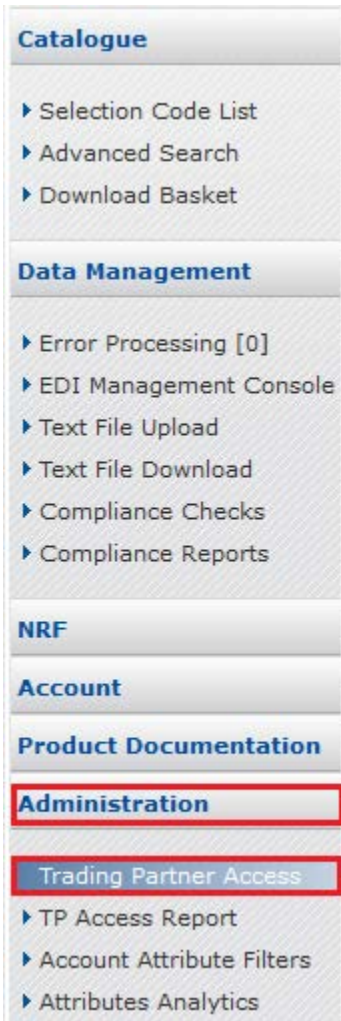 Catalogue
Selection Code List
Advanced Search
Download Basket
Data Management
Error Processing [0]
EDI Management Console
Text File Upload
Text File Download
Compliance Checks
Compliance Reports
NRF
Account
Product Documentation
Administration
Trading Partner Access
TP Access Report
Account Attribute Filters
Attributes Analytics